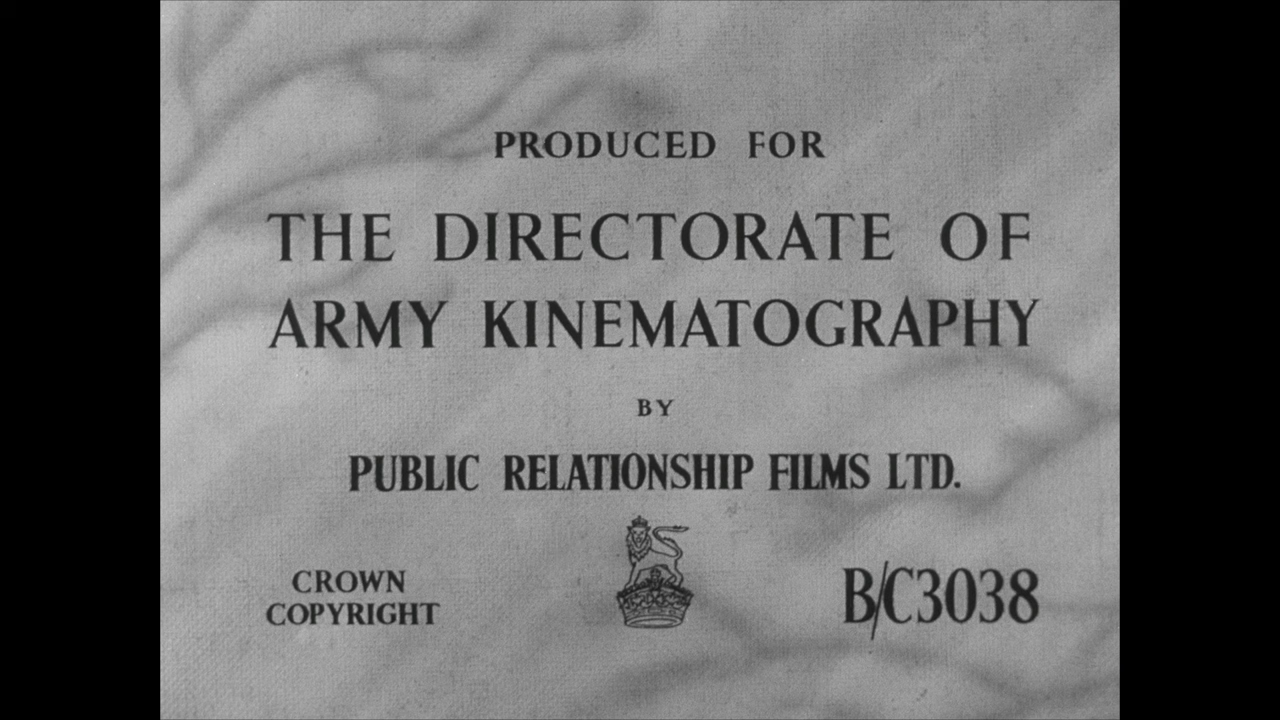 PRODUCED FOR
THE DIRECTORATE OF
ARMY KINEMATOGRAPHY
BY
PUBLIC RELATIONSHIP FILMS LTD.
CROWN
COPYRIGHT
B/C3038